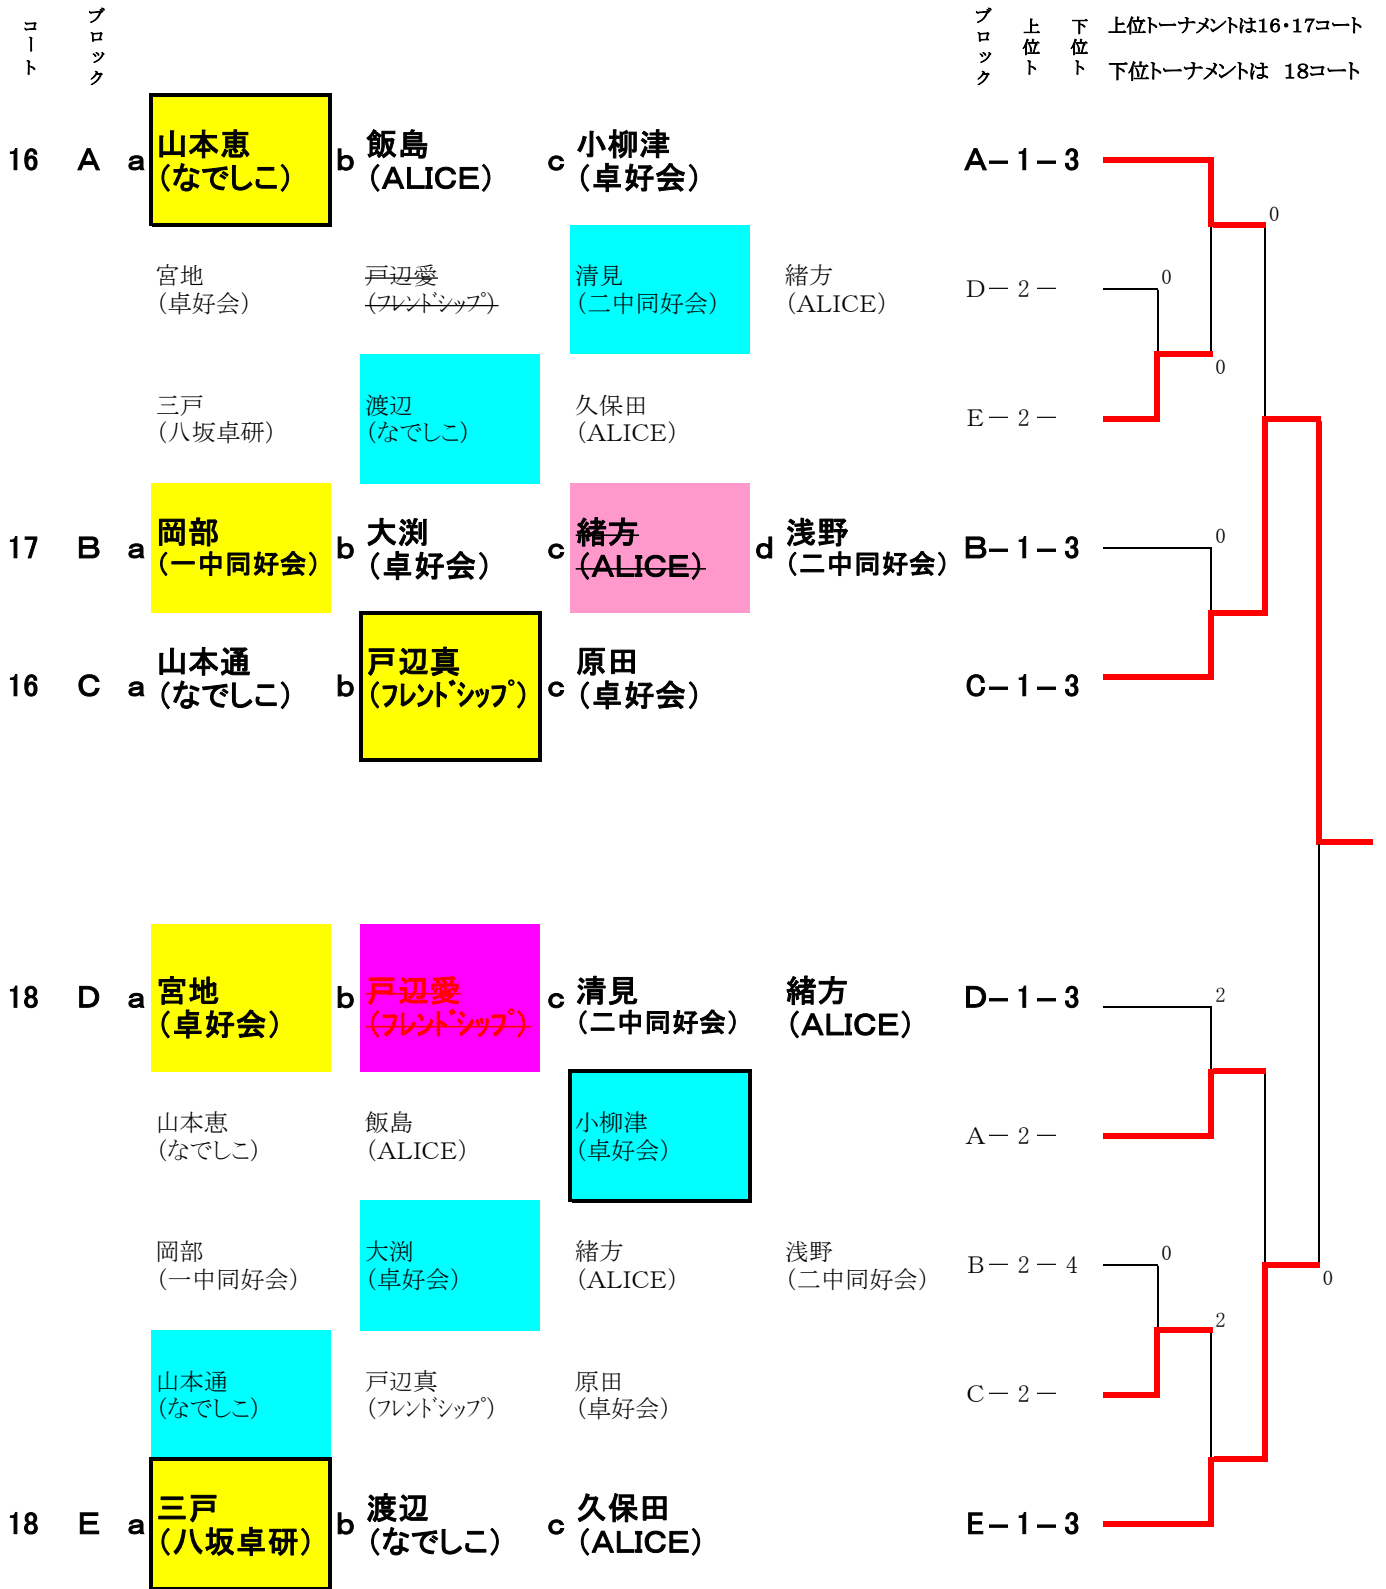 コート ブロック ブロック 上位ト 下位ト 上位トーナメントは16・17コート
下位トーナメントは 18コート
16 A a 山本恵 b 飯島 c 小柳津 A－1－3
(なでしこ) (ALICE) (卓好会)
0
宮地 戸辺愛 清見 緒方 0
(卓好会) (フレンドシップ) (二中同好会) (ALICE) D－2－
0
三戸 渡辺 久保田 E－2－
(八坂卓研) (なでしこ) (ALICE)
17 B a 岡部 b 大渕 c 緒方 d 浅野 B－1－3 0
(一中同好会) (卓好会) (ALICE) (二中同好会)
16 C a 山本通 b 戸辺真 c 原田 C－1－3
(なでしこ) (フレンドシップ) (卓好会)
18 D a 宮地 b 戸辺愛 c 清見 緒方 D－1－3 2
(卓好会) (フレンドシップ) (二中同好会) (ALICE)
山本恵 飯島 小柳津 A－2－
(なでしこ) (ALICE) (卓好会)
岡部 大渕 緒方 浅野 B－2－4 0
(一中同好会) (卓好会) (ALICE) (二中同好会) 0
2
山本通 戸辺真 原田 C－2－
(なでしこ) (フレンドシップ) (卓好会)
18 E a 三戸 b 渡辺 c 久保田 E－1－3
(八坂卓研) (なでしこ) (ALICE)